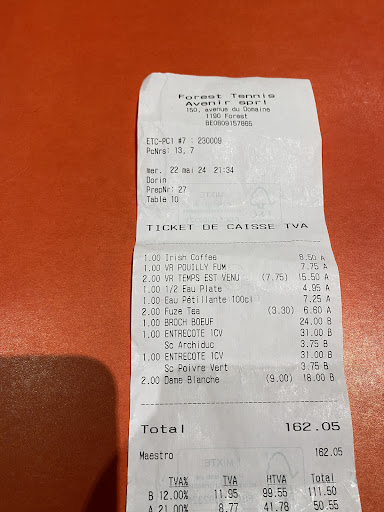 Forest Tennis
Avenir sprl
150, avenue du Domaine
1190 Forest
BE0809157865
ETC-PC1 #7 : 230009
PcNrs: 13, 7
mer. 22 mai 24 21:34
Dorin
PrepNr: 27
Table 10
TICKET DE CAISSE TVA
1.00 Irish Coffee 8.50 A
1.00 VR POUILLY FUM 7.75 A
2.00 VR TEMPS EST VENU (7.75) 15.50 A
1.00 1/2 Eau Plate 4.95 A
1.00 Eau Pétillante 100cl 7.25 A
2.00 Fuze Tea (3.30) 6.60 A
1.00 BROCH BOEUF 24.00 B
1.00 ENTRECOTE 1CV 31.00 B
Sc Archiduc 3.75 B
1.00 ENTRECOTE 1CV 31.00 B
Sc Poivre Vert 3.75 B
2.00 Dame Blanche (9.00) 18.00 B
Total 162.05
Maestro 162.05
TVA% TVA HTVA Total
B 12.00% 11.95 99.55 111.50
A 21.00% 8.77 41.78 50.55